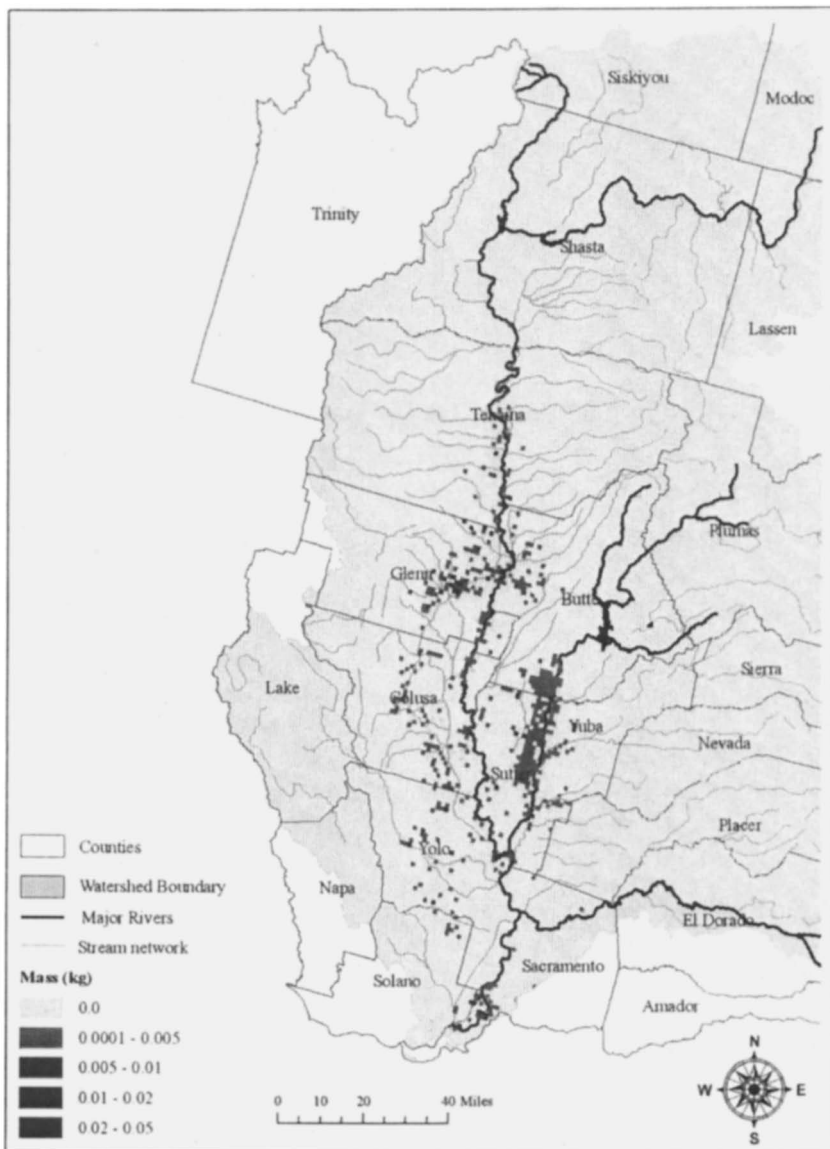 Siskiyou
Modoc
Trinity
Shasta
Lassen
Tehama
Plumas
Glenn
Butte
Sierra
Lake
Colusa
Yuba
Nevada
Sutter
Placer
Yolo
Napa
El Dorado
Sacramento
Solano
Amador
Counties
Watershed Boundary
Major Rivers
Stream network
Mass (kg)
0.0
0.0001 - 0.005
0.005 - 0.01
0.01 - 0.02
0.02 - 0.05
0 10 20 40 Miles
N
W E
S